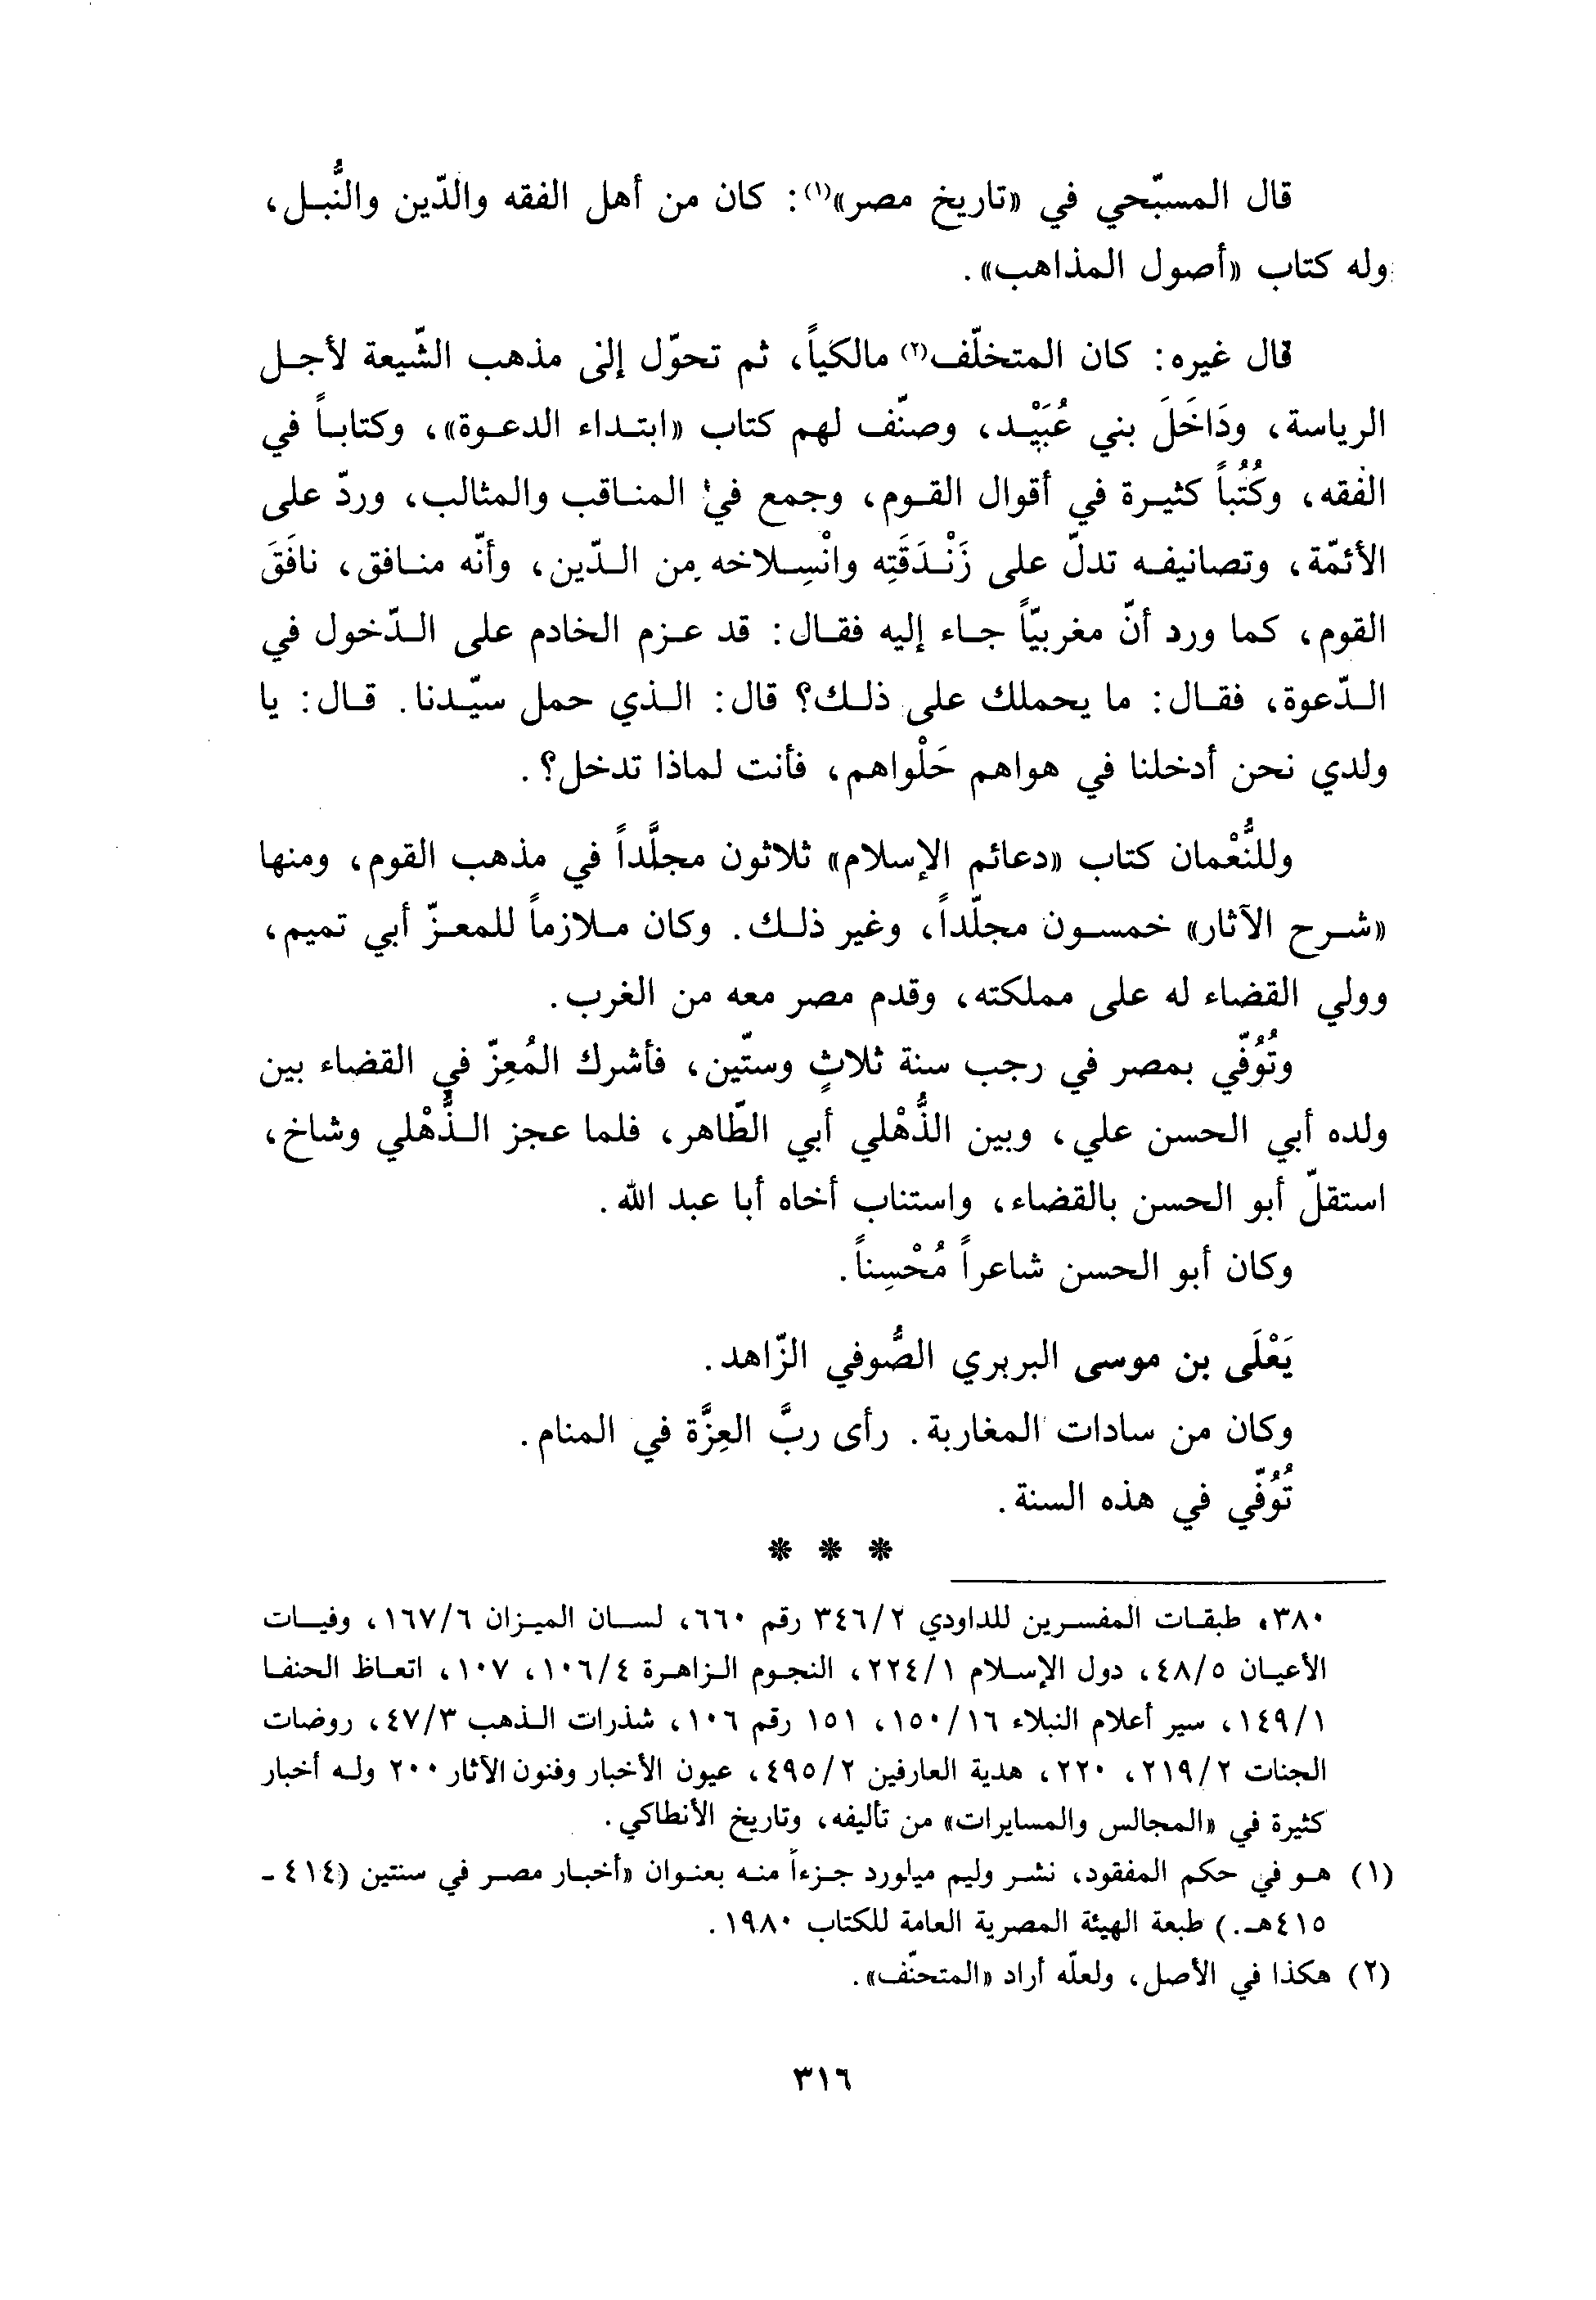 قال المسبّحي في «تاريخ مصر»(١): كان من أهل الفقه والدّين والنُّبل،
وله كتاب «أصول المذاهب».
قال غيره: كان المتخلّف(٢) مالكياً، ثم تحوّل إلى مذهب الشّيعة لأجل
الرياسة، ودَاخَلَ بني عُبَيْد، وصنّف لهم كتاب «ابتداء الدعوة»، وكتاباً في
الفقه، وكُتُباً كثيرة في أقوال القوم، وجمع في المناقب والمثالب، وردّ على
الأئمّة، وتصانيفه تدلّ على زَنْدَقَتِه وانْسِلاخه من الدّين، وأنّه منافق، نافَقَ
القوم، كما ورد أنّ مغربيّاً جاء إليه فقال: قد عزم الخادم على الدّخول في
الدّعوة، فقال: ما يحملك على ذلك؟ قال: الذي حمل سيّدنا. قال: يا
ولدي نحن أدخلنا في هواهم حَلْواهم، فأنت لماذا تدخل؟.
وللنُّعْمان كتاب «دعائم الإسلام» ثلاثون مجلَّداً في مذهب القوم، ومنها
«شرح الآثار» خمسون مجلّداً، وغير ذلك. وكان ملازماً للمعزّ أبي تميم،
وولي القضاء له على مملكته، وقدم مصر معه من الغرب.
وتُوُفّي بمصر في رجب سنة ثلاثٍ وستّين، فأشرك المُعِزّ في القضاء بين
ولده أبي الحسن علي، وبين الذُّهْلي أبي الطّاهر، فلما عجز الذُّهْلي وشاخ،
استقلّ أبو الحسن بالقضاء، واستناب أخاه أبا عبد الله.
وكان أبو الحسن شاعراً مُحْسِناً.
يَعْلَى بن موسى البربري الصُّوفي الزّاهد.
وكان من سادات المغاربة. رأى ربَّ العِزَّة في المنام.
تُوُفّي في هذه السنة.
* * *
٣٨٠، طبقات المفسرين للداودي ٣٤٦/٢ رقم ٦٦٠، لسان الميزان ١٦٧/٦، وفيات
الأعيان ٤٨/٥، دول الإسلام ٢٢٤/١، النجوم الزاهرة ١٠٦/٤، ١٠٧، اتعاظ الحنفا
١٤٩/١، سير أعلام النبلاء ١٥٠/١٦، ١٥١ رقم ١٠٦، شذرات الذهب ٤٧/٣، روضات
الجنات ٢١٩/٢، ٢٢٠، هدية العارفين ٤٩٥/٢، عيون الأخبار وفنون الآثار ٢٠٠ وله أخبار
كثيرة في «المجالس والمسايرات» من تأليفه، وتاريخ الأنطاكي.
(١) هو في حكم المفقود، نشر وليم ميلورد جزءاً منه بعنوان «أخبار مصر في سنتين (٤١٤ -
٤١٥هـ.) طبعة الهيئة المصرية العامة للكتاب ١٩٨٠.
(٢) هكذا في الأصل، ولعلّه أراد «المتحنّف».
٣١٦